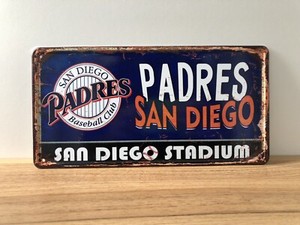 SAN DIEGO
PADRES
Baseball Club
PADRES
SAN DIEGO
SAN DIEGO STADIUM